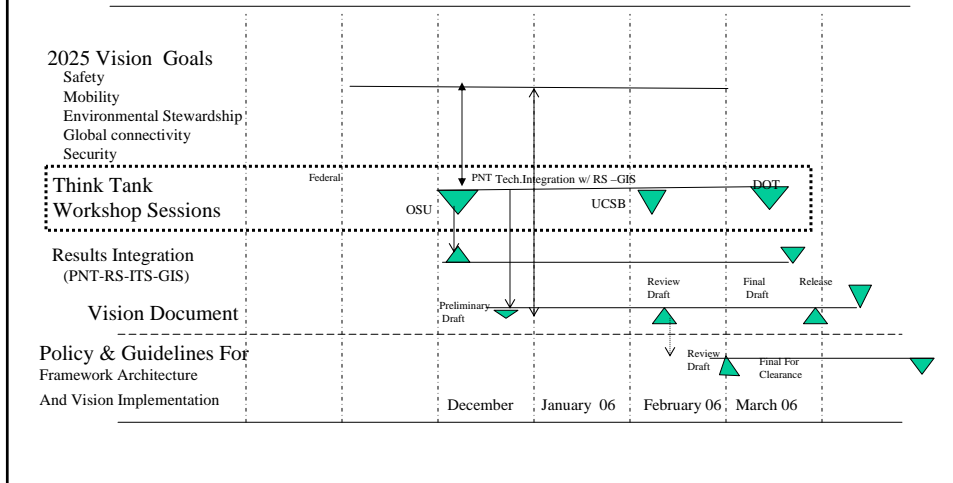 2025 Vision  Goals
Safety
Mobility
Environmental Stewardship
Global connectivity
Security
Think Tank
Workshop Sessions
Federal
PNT Tech.Integration w/ RS –GIS
DOT
OSU
UCSB
Results Integration
(PNT-RS-ITS-GIS)
Vision Document
Preliminary
Draft
Review
Draft
Final
Draft
Release
Policy & Guidelines For
Framework Architecture
And Vision Implementation
Review
Draft
Final For
Clearance
December
January  06
February 06
March 06